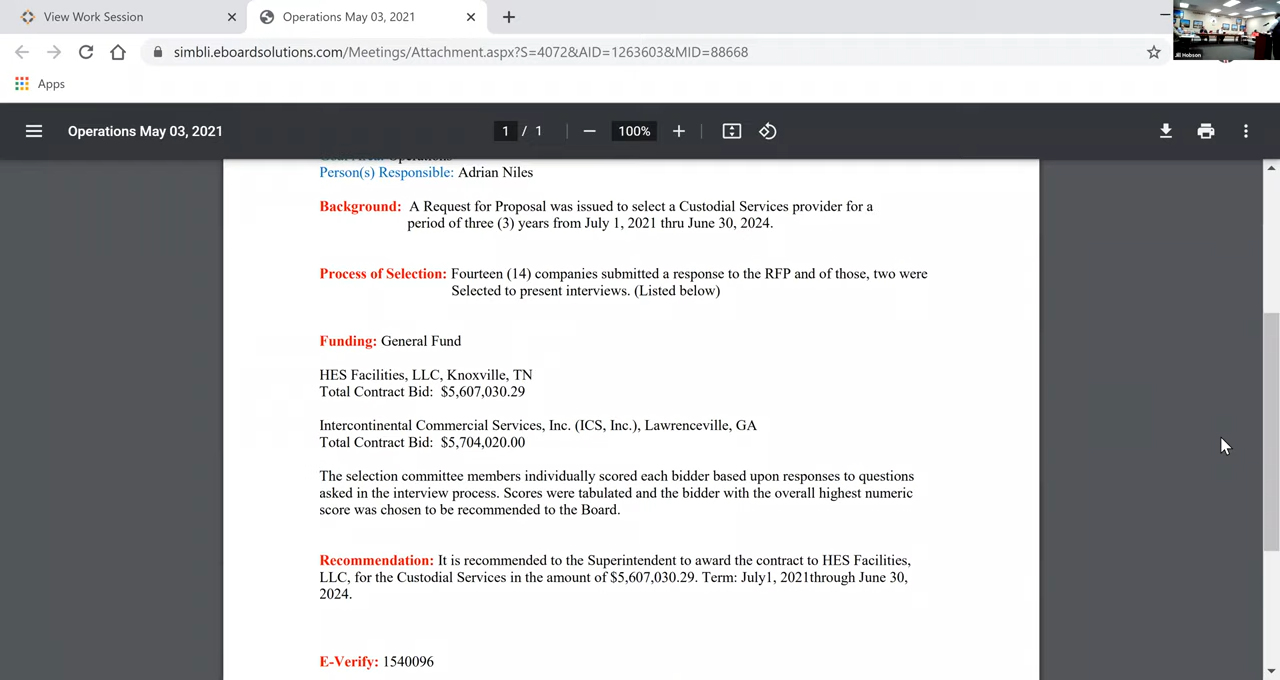 View Work Session
Operations May 03, 2021
simbli.eboardsolutions.com/Meetings/Attachment.aspx?S=4072&AID=1263603&MID=88668
Jill Hobson
Apps
Operations May 03, 2021
1 / 1
100%
Operations
Person(s) Responsible: Adrian Niles
Background: A Request for Proposal was issued to select a Custodial Services provider for a
period of three (3) years from July 1, 2021 thru June 30, 2024.
Process of Selection: Fourteen (14) companies submitted a response to the RFP and of those, two were
Selected to present interviews. (Listed below)
Funding: General Fund
HES Facilities, LLC, Knoxville, TN
Total Contract Bid: $5,607,030.29
Intercontinental Commercial Services, Inc. (ICS, Inc.), Lawrenceville, GA
Total Contract Bid: $5,704,020.00
The selection committee members individually scored each bidder based upon responses to questions
asked in the interview process. Scores were tabulated and the bidder with the overall highest numeric
score was chosen to be recommended to the Board.
Recommendation: It is recommended to the Superintendent to award the contract to HES Facilities,
LLC, for the Custodial Services in the amount of $5,607,030.29. Term: July1, 2021through June 30,
2024.
E-Verify: 1540096